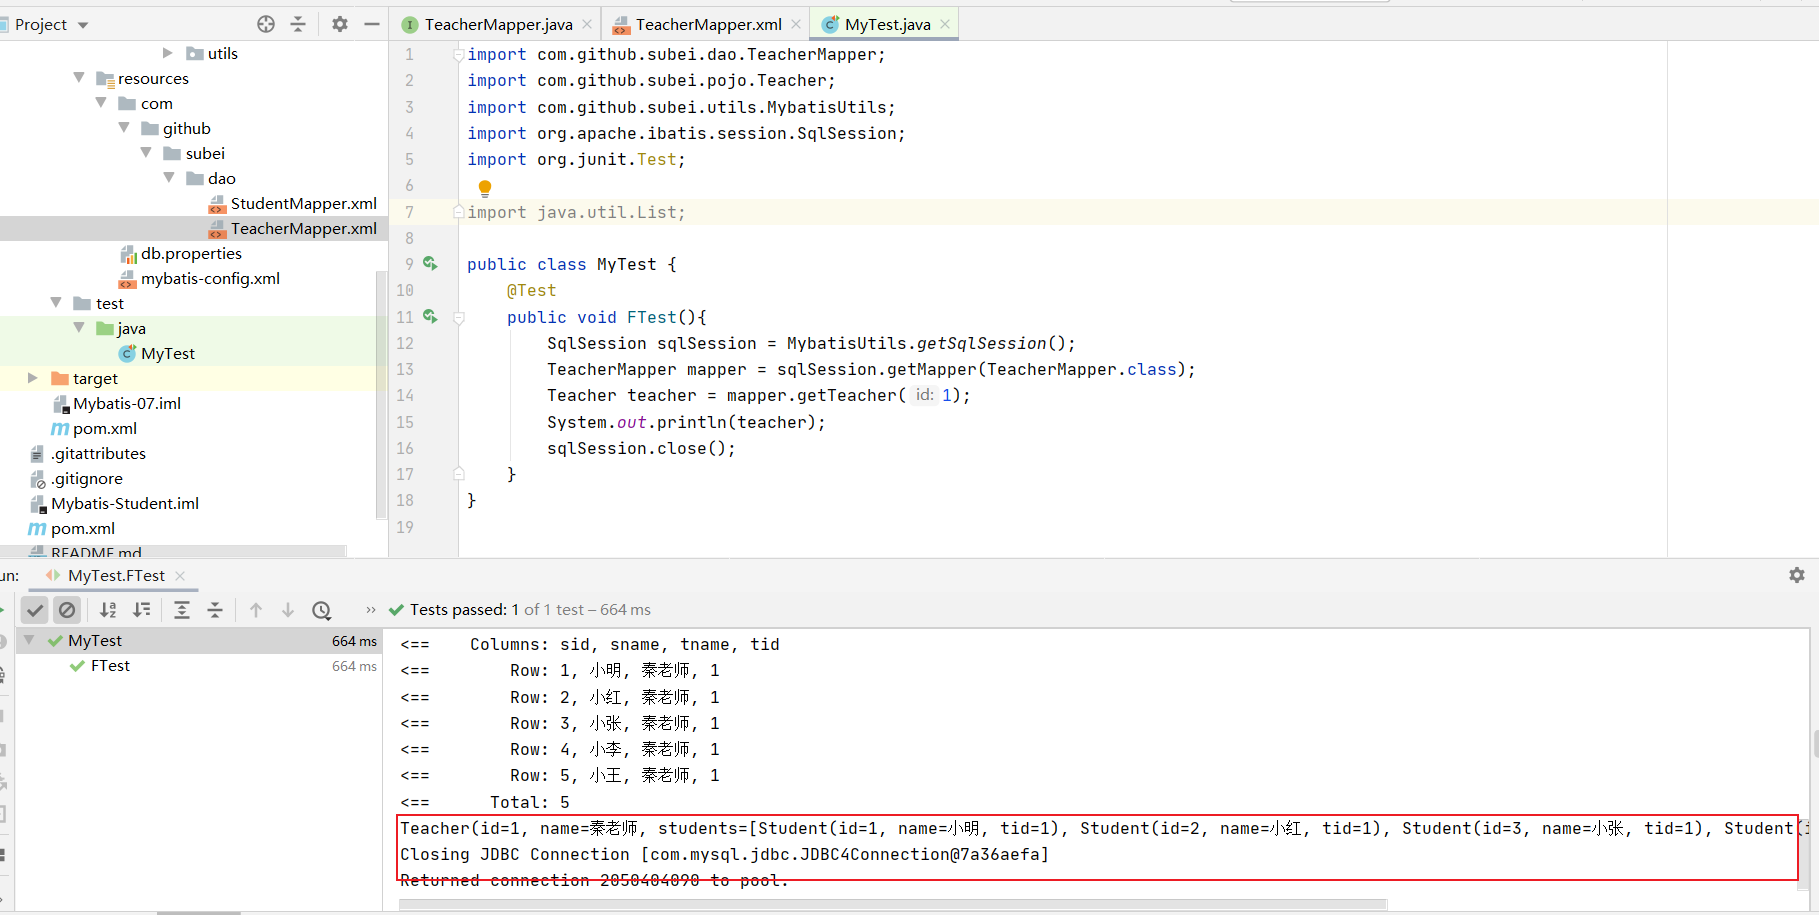 Project
TeacherMapper.java
TeacherMapper.xml
MyTest.java
utils
resources
com
github
subei
dao
StudentMapper.xml
TeacherMapper.xml
db.properties
mybatis-config.xml
test
java
MyTest
target
Mybatis-07.iml
pom.xml
.gitattributes
.gitignore
Mybatis-Student.iml
pom.xml
README.md
1 import com.github.subei.dao.TeacherMapper;
2 import com.github.subei.pojo.Teacher;
3 import com.github.subei.utils.MybatisUtils;
4 import org.apache.ibatis.session.SqlSession;
5 import org.junit.Test;
6
7 import java.util.List;
8
9 public class MyTest {
10 @Test
11 public void FTest(){
12 SqlSession sqlSession = MybatisUtils.getSqlSession();
13 TeacherMapper mapper = sqlSession.getMapper(TeacherMapper.class);
14 Teacher teacher = mapper.getTeacher( id: 1);
15 System.out.println(teacher);
16 sqlSession.close();
17 }
18 }
19
un:
MyTest.FTest
Tests passed: 1 of 1 test – 664 ms
MyTest 664 ms
FTest 664 ms
<== Columns: sid, sname, tname, tid
<== Row: 1, 小明, 秦老师, 1
<== Row: 2, 小红, 秦老师, 1
<== Row: 3, 小张, 秦老师, 1
<== Row: 4, 小李, 秦老师, 1
<== Row: 5, 小王, 秦老师, 1
<== Total: 5
Teacher(id=1, name=秦老师, students=[Student(id=1, name=小明, tid=1), Student(id=2, name=小红, tid=1), Student(id=3, name=小张, tid=1), Student(i
Closing JDBC Connection [com.mysql.jdbc.JDBC4Connection@7a36aefa]
Returned connection 2050404090 to pool.